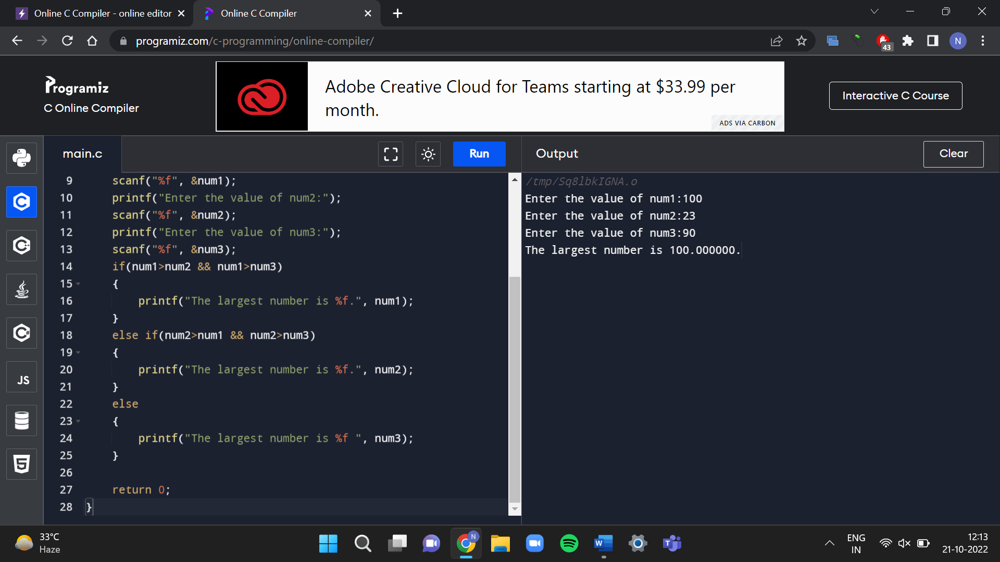 Online C Compiler - online editor
Online C Compiler
programiz.com/c-programming/online-compiler/
43
N
Programiz
C Online Compiler
Adobe Creative Cloud for Teams starting at $33.99 per
month.
ADS VIA CARBON
Interactive C Course
main.c
Run
Output
Clear
9 scanf("%f", &num1);
10 printf("Enter the value of num2:");
11 scanf("%f", &num2);
12 printf("Enter the value of num3:");
13 scanf("%f", &num3);
14 if(num1>num2 && num1>num3)
15 {
16 printf("The largest number is %f.", num1);
17 }
18 else if(num2>num1 && num2>num3)
19 {
20 printf("The largest number is %f.", num2);
21 }
22 else
23 {
24 printf("The largest number is %f ", num3);
25 }
26
27 return 0;
28 }
/tmp/Sq8lbkIGNA.o
Enter the value of num1:100
Enter the value of num2:23
Enter the value of num3:90
The largest number is 100.000000.
JS
33°C
Haze
N
W
T
ENG
IN
12:13
21-10-2022